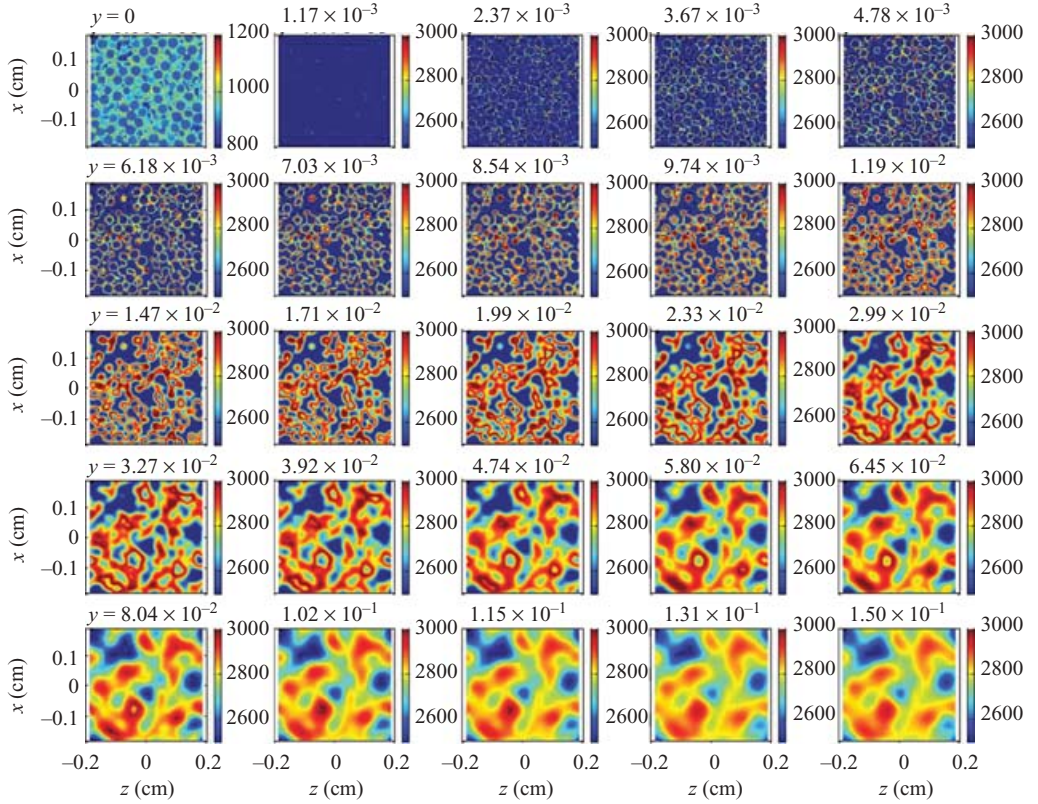 y = 0 1.17 × 10⁻³ 2.37 × 10⁻³ 3.67 × 10⁻³ 4.78 × 10⁻³
1200 3000 3000 3000 3000
0.1
1000 2800 2800 2800 2800
0
−0.1
800 2600 2600 2600 2600
x (cm)
y = 6.18 × 10⁻³ 7.03 × 10⁻³ 8.54 × 10⁻³ 9.74 × 10⁻³ 1.19 × 10⁻²
3000 3000 3000 3000 3000
0.1
2800 2800 2800 2800 2800
0
−0.1
2600 2600 2600 2600 2600
x (cm)
y = 1.47 × 10⁻² 1.71 × 10⁻² 1.99 × 10⁻² 2.33 × 10⁻² 2.99 × 10⁻²
3000 3000 3000 3000 3000
0.1
2800 2800 2800 2800 2800
0
−0.1
2600 2600 2600 2600 2600
x (cm)
y = 3.27 × 10⁻² 3.92 × 10⁻² 4.74 × 10⁻² 5.80 × 10⁻² 6.45 × 10⁻²
3000 3000 3000 3000 3000
0.1
2800 2800 2800 2800 2800
0
−0.1
2600 2600 2600 2600 2600
x (cm)
y = 8.04 × 10⁻² 1.02 × 10⁻¹ 1.15 × 10⁻¹ 1.31 × 10⁻¹ 1.50 × 10⁻¹
3000 3000 3000 3000 3000
0.1
2800 2800 2800 2800 2800
0
−0.1
2600 2600 2600 2600 2600
x (cm)
−0.2 0 0.2 −0.2 0 0.2 −0.2 0 0.2 −0.2 0 0.2 −0.2 0 0.2
z (cm) z (cm) z (cm) z (cm) z (cm)